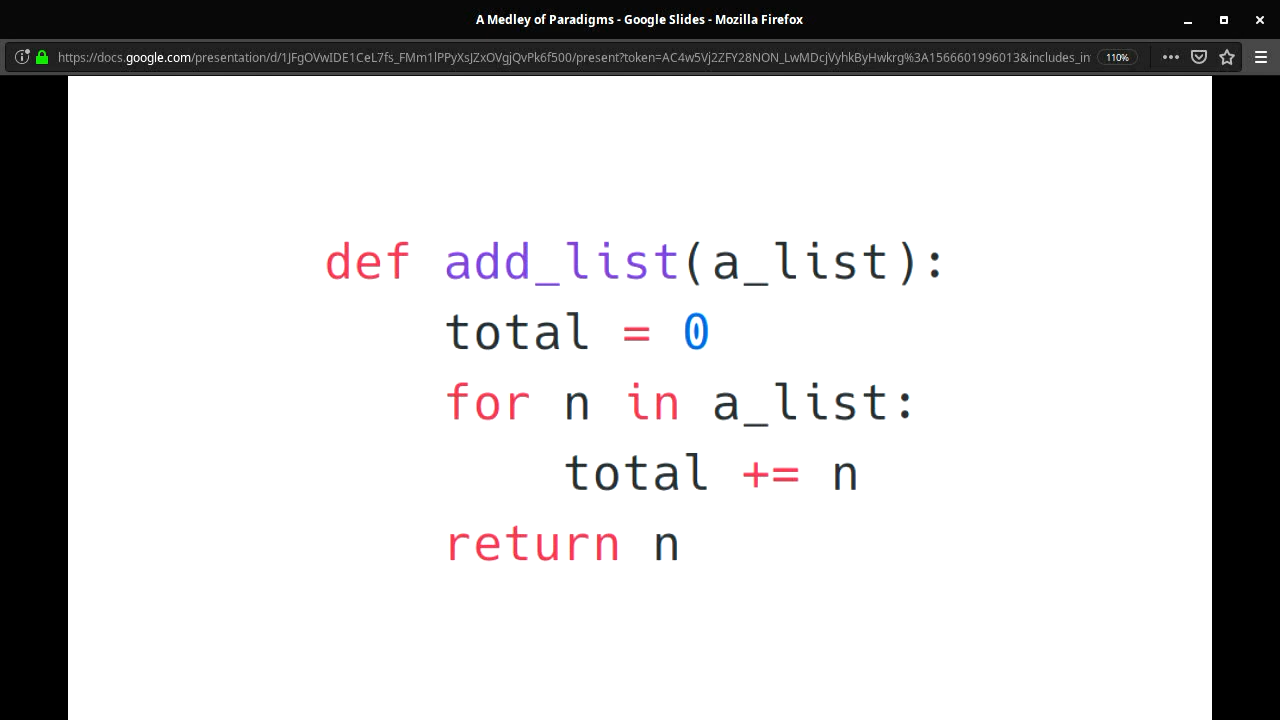 A Medley of Paradigms - Google Slides - Mozilla Firefox
https://docs.google.com/presentation/d/1JFgOVwIDE1CeL7fs_FMm1lPPyXsJZxOVgjQvPk6f500/present?token=AC4w5Vj2ZFY28NON_LwMDcjVyhkByHwkrg%3A1566601996013&includes_in
110%
def add_list(a_list):
    total = 0
    for n in a_list:
        total += n
    return n